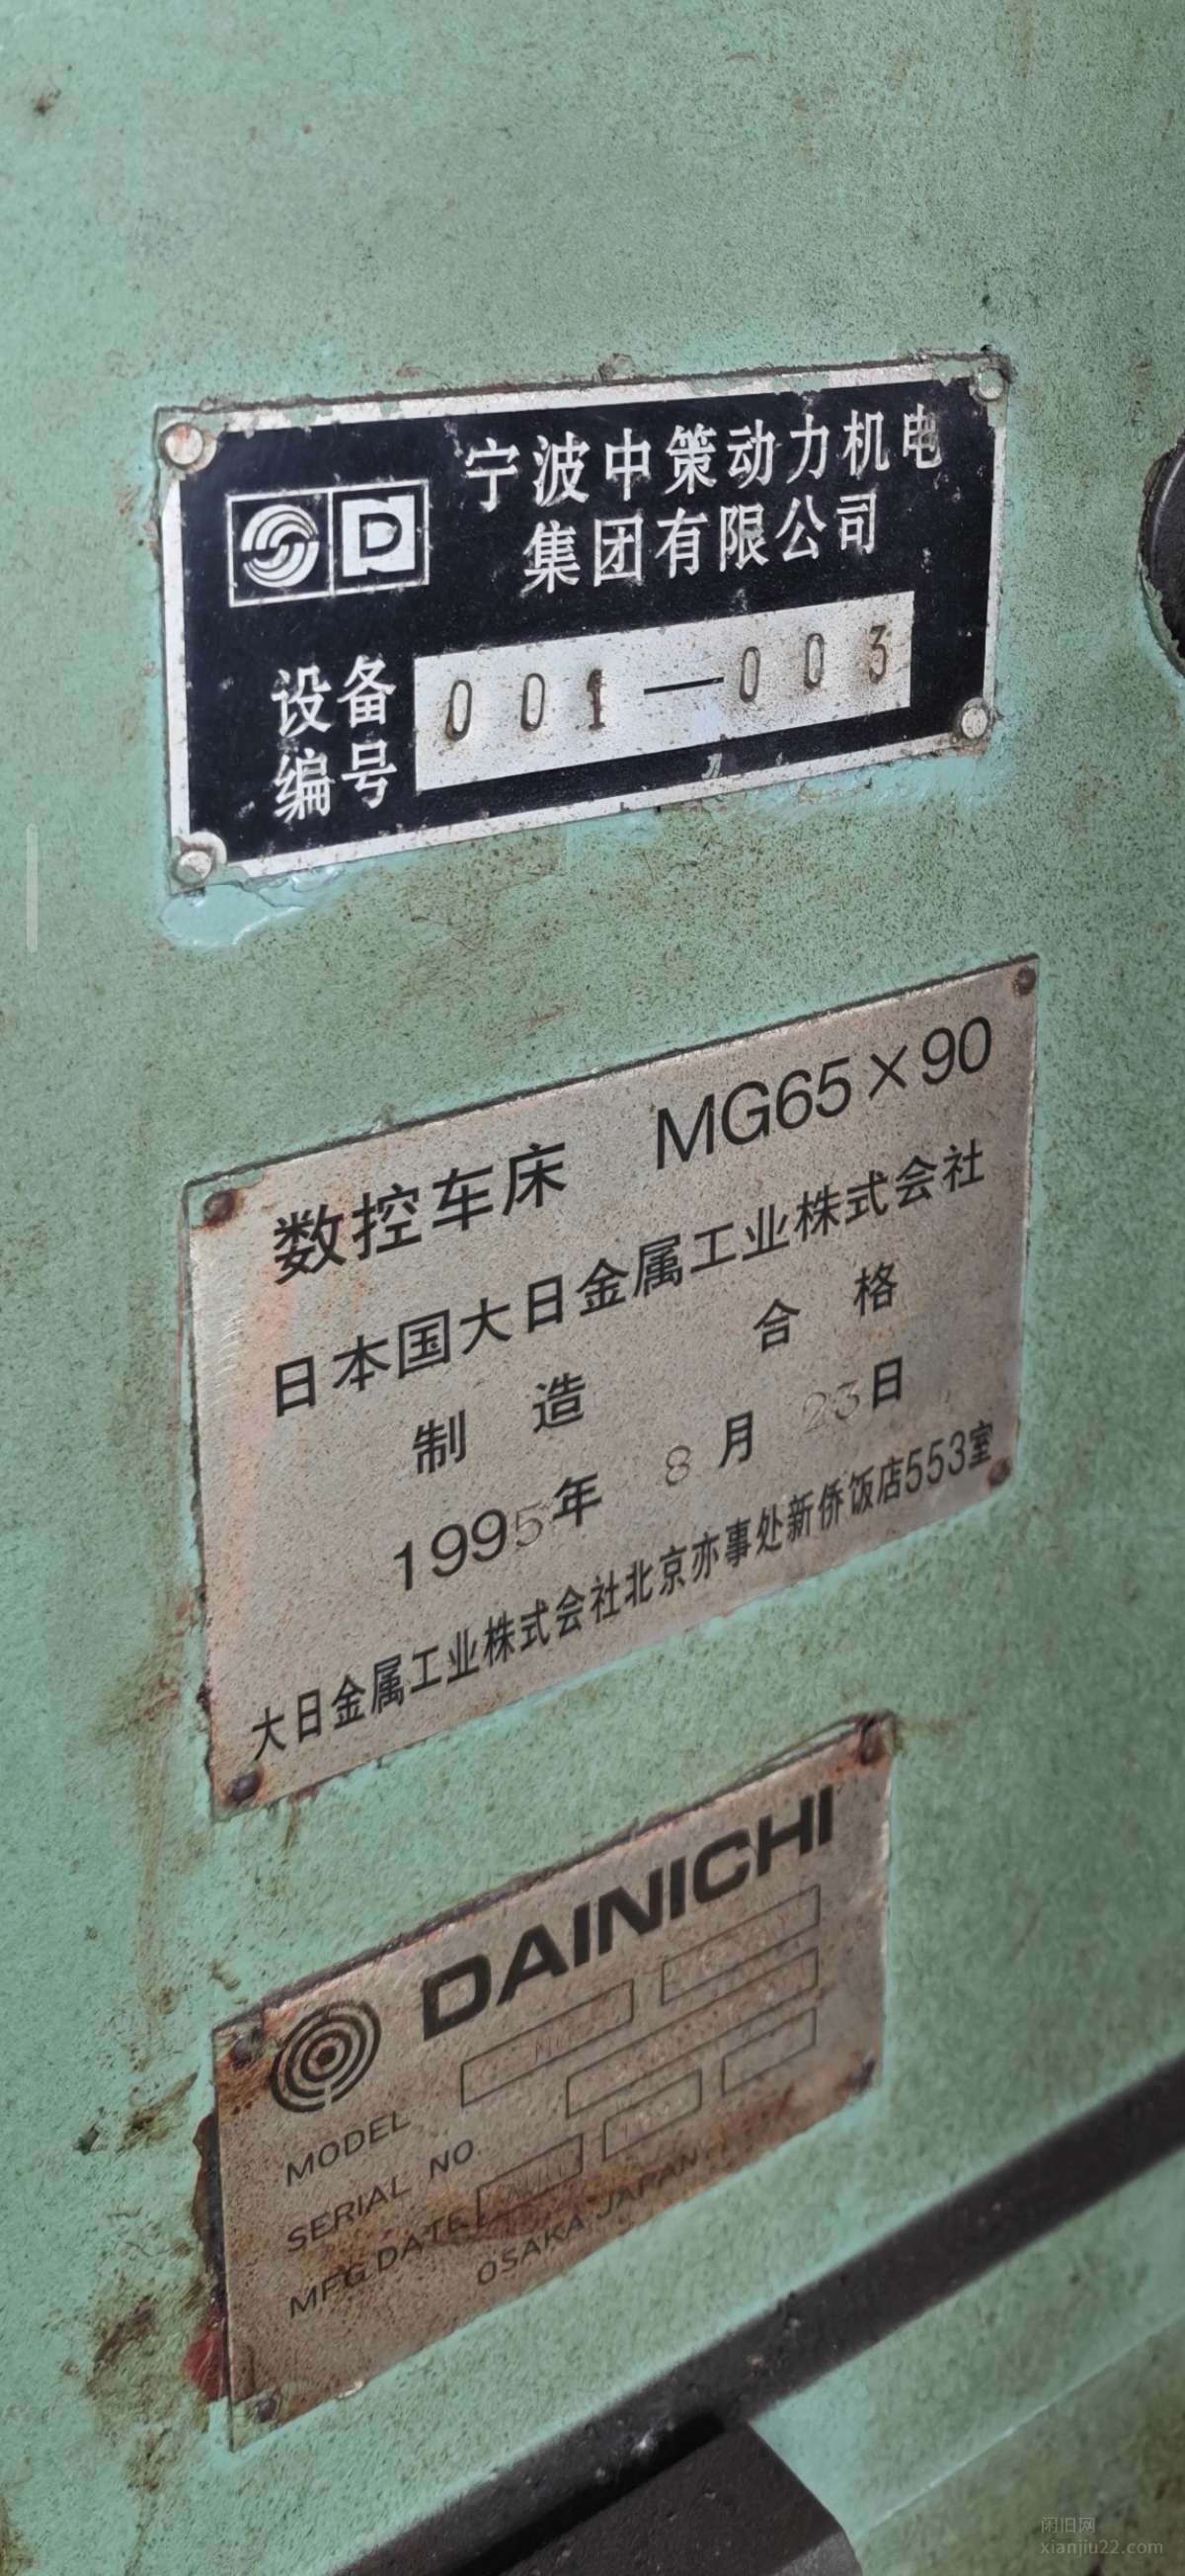 宁波中策动力机电
集团有限公司
设备编号 001—003
数控车床 MG65×90
日本国大日金属工业株式会社
制造 合格
1995年 8月 23日
大日金属工业株式会社北京亦事处新侨饭店553室
DAINICHI
MODEL
SERIAL NO
MFG DATE
OSAKA JAPAN
闲旧网
xianjiu22.com